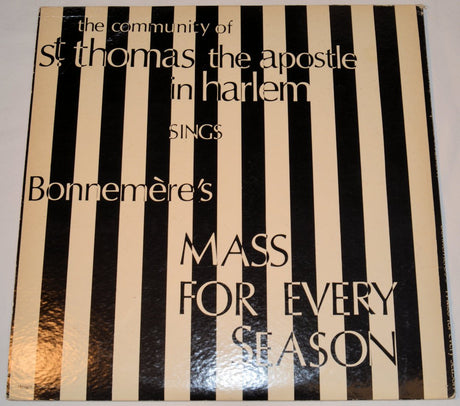 the community of
st. thomas the apostle
in harlem
SINGS
Bonnemère's
MASS
FOR EVERY
SEASON